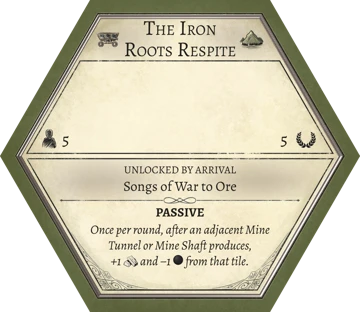 The Iron
Roots Respite
5
5
UNLOCKED BY ARRIVAL
Songs of War to Ore
PASSIVE
Once per round, after an adjacent Mine
Tunnel or Mine Shaft produces,
+1 and −1 from that tile.